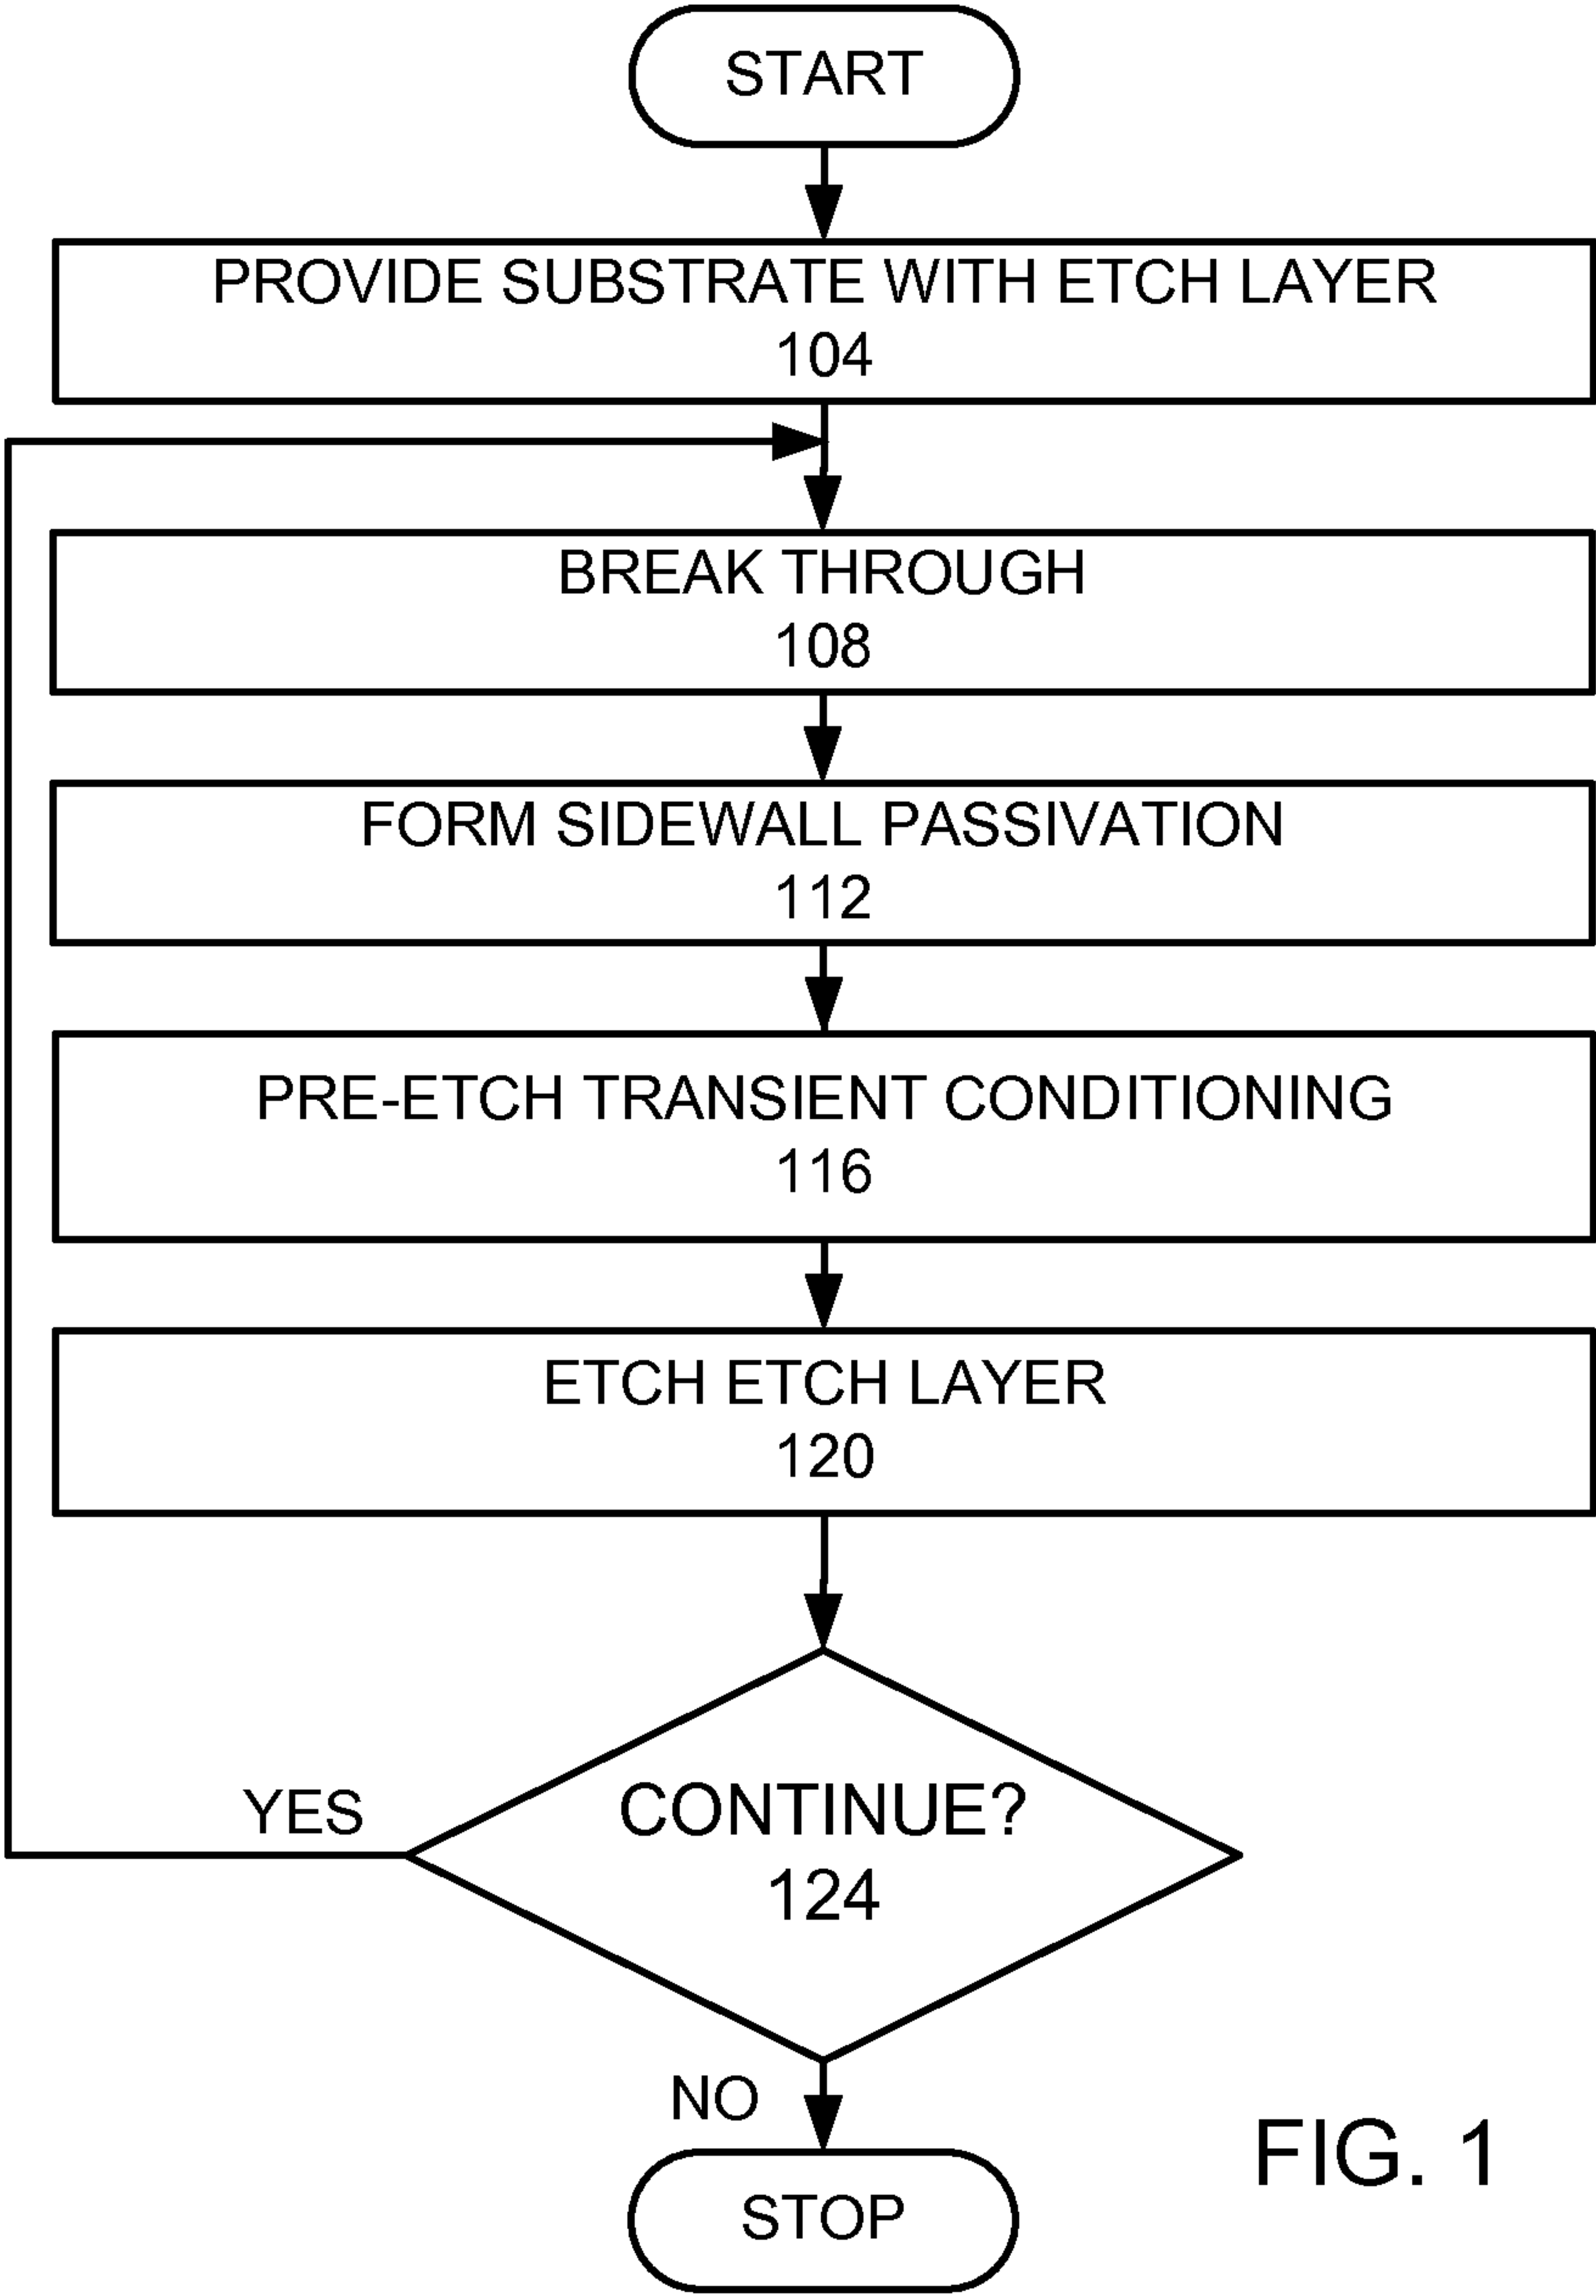 START
PROVIDE SUBSTRATE WITH ETCH LAYER
104
BREAK THROUGH
108
FORM SIDEWALL PASSIVATION
112
PRE-ETCH TRANSIENT CONDITIONING
116
ETCH ETCH LAYER
120
YES
CONTINUE?
124
NO
STOP
FIG. 1